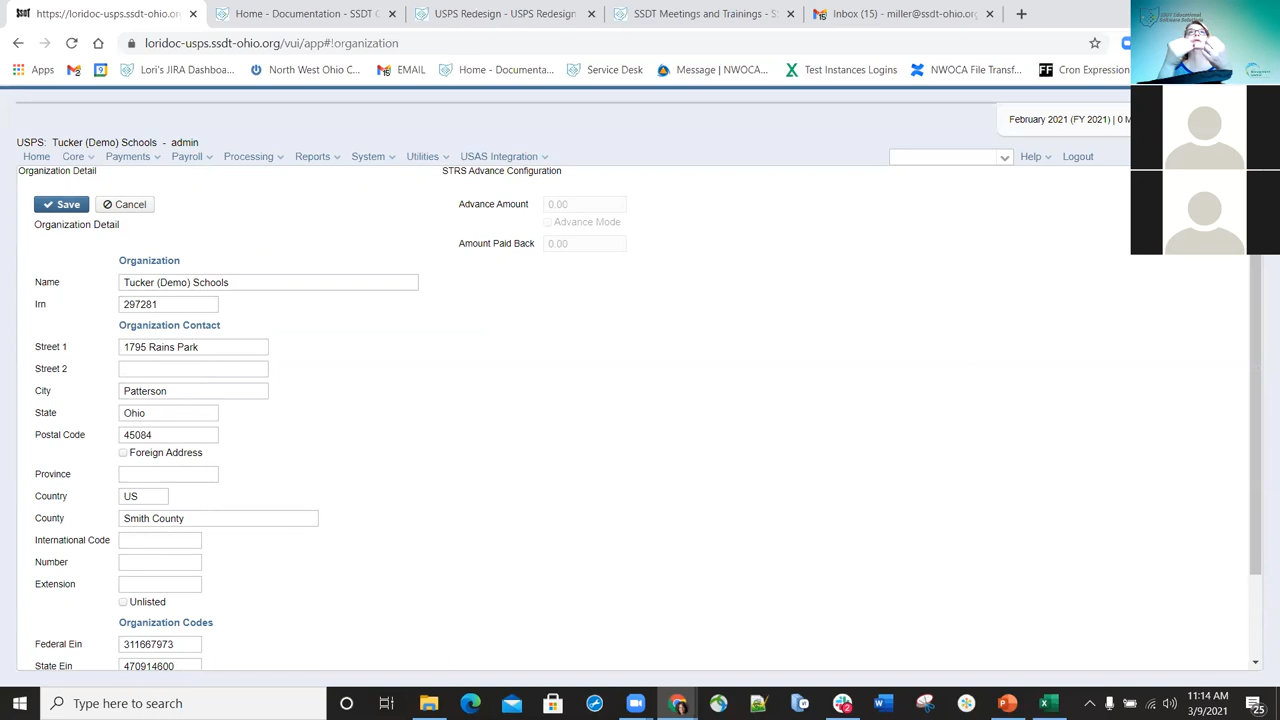 SSDT https://loridoc-usps.ssdt-ohio.org
Home - Documentation - SSDT C
USPS Redesign - USPS Redesign
SSDT Meetings and Trainings - S
Inbox (15) - miller@ssdt-ohio.org
loridoc-usps.ssdt-ohio.org/vui/app#!organization
Apps
Lori's JIRA Dashboa...
North West Ohio C...
EMAIL
Home - Documenta...
Service Desk
Message | NWOCA...
Test Instances Logins
NWOCA File Transf...
Cron Expression
February 2021 (FY 2021) | 0 M
USPS: Tucker (Demo) Schools - admin
Home Core Payments Payroll Processing Reports System Utilities USAS Integration Help Logout
Organization Detail
STRS Advance Configuration
Save Cancel
Advance Amount 0.00
Advance Mode
Organization Detail
Amount Paid Back 0.00
Organization
Name Tucker (Demo) Schools
Irn 297281
Organization Contact
Street 1 1795 Rains Park
Street 2
City Patterson
State Ohio
Postal Code 45084
Foreign Address
Province
Country US
County Smith County
International Code
Number
Extension
Unlisted
Organization Codes
Federal Ein 311667973
State Ein 470914600
Type here to search
11:14 AM
3/9/2021
25